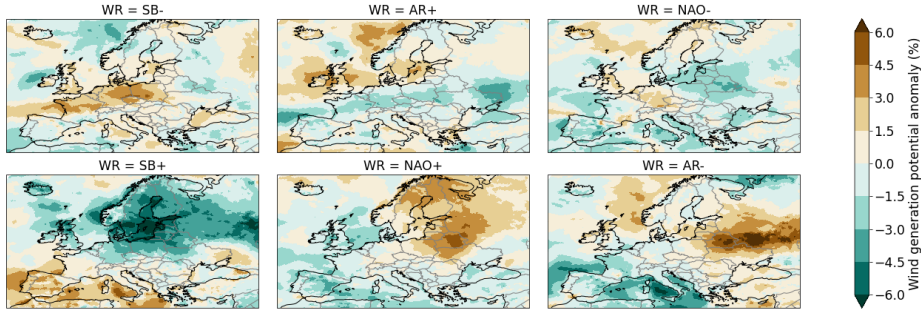 WR = SB-
WR = AR+
WR = NAO-
WR = SB+
WR = NAO+
WR = AR-
6.0
4.5
3.0
1.5
0.0
−1.5
−3.0
−4.5
−6.0
Wind generation potential anomaly (%)